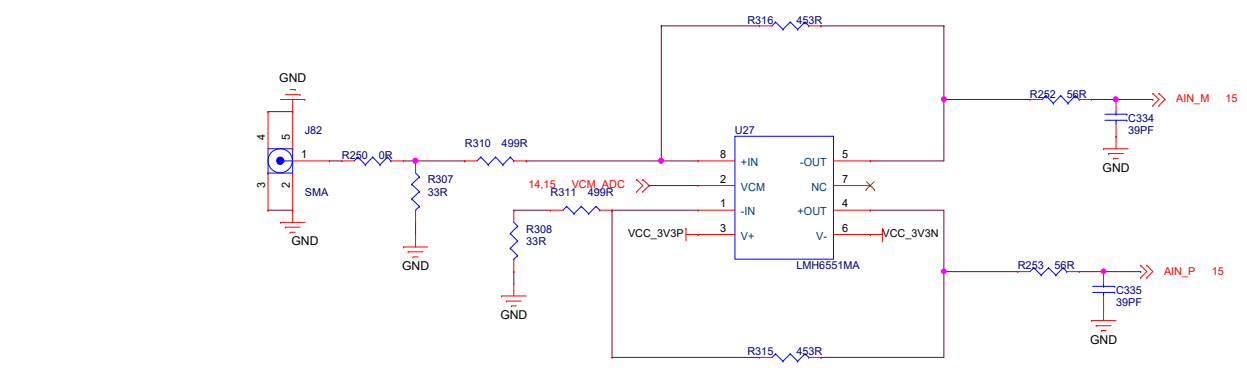 R316 453R
GND
R252 56R
AIN_M 15
C334
39PF
GND
4
5
J82
1
3
2
SMA
GND
R250 0R
R307
33R
GND
R310 499R
U27
8 +IN
-OUT 5
14,15 VCM_ADC
2 VCM
NC 7
R311 499R
1 -IN
+OUT 4
VCC_3V3P
3 V+
V- 6
VCC_3V3N
LMH6551MA
R308
33R
GND
R253 56R
AIN_P 15
C335
39PF
GND
R315 453R